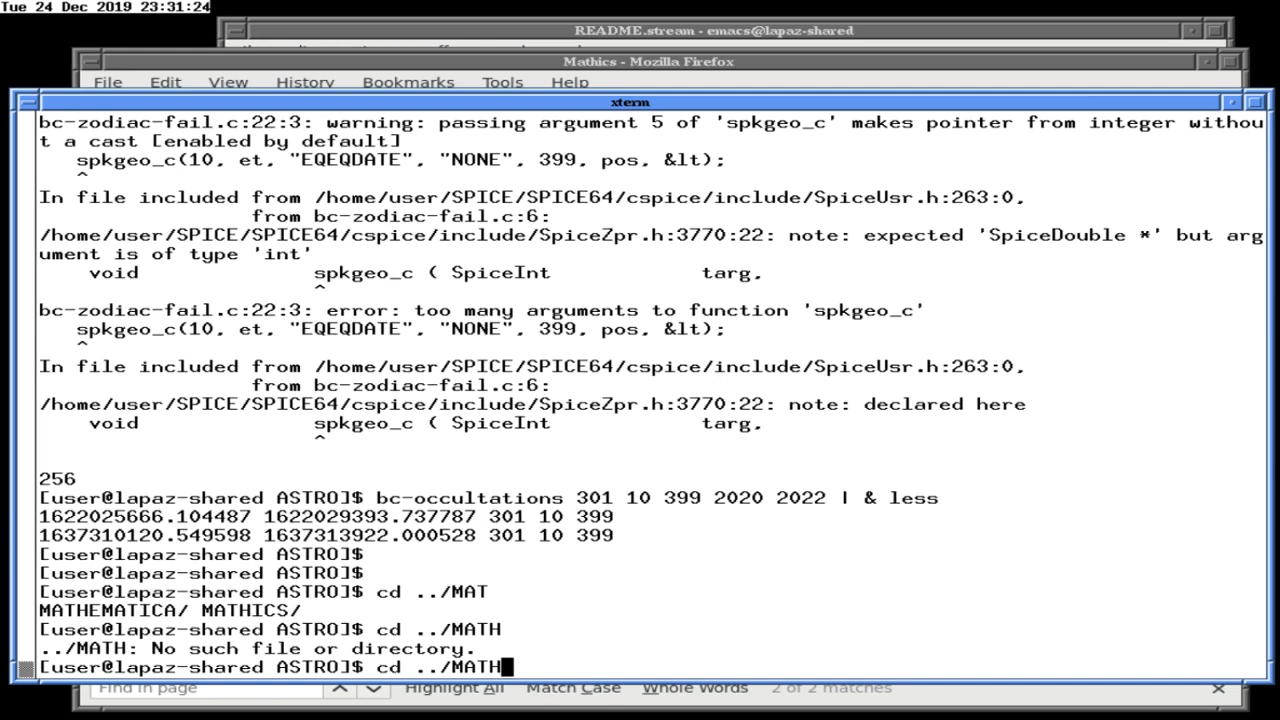 Tue 24 Dec 2019 23:31:24
README.stream - emacs@lapaz-shared
Mathics - Mozilla Firefox
File Edit View History Bookmarks Tools Help
xterm
bc-zodiac-fail.c:22:3: warning: passing argument 5 of 'spkgeo_c' makes pointer from integer withou
t a cast [enabled by default]
   spkgeo_c(10, et, "EQEQDATE", "NONE", 399, pos, &lt);
   ^
In file included from /home/user/SPICE/SPICE64/cspice/include/SpiceUsr.h:263:0,
                 from bc-zodiac-fail.c:6:
/home/user/SPICE/SPICE64/cspice/include/SpiceZpr.h:3770:22: note: expected 'SpiceDouble *' but arg
ument is of type 'int'
    void              spkgeo_c ( SpiceInt            targ,
                      ^
bc-zodiac-fail.c:22:3: error: too many arguments to function 'spkgeo_c'
   spkgeo_c(10, et, "EQEQDATE", "NONE", 399, pos, &lt);
   ^
In file included from /home/user/SPICE/SPICE64/cspice/include/SpiceUsr.h:263:0,
                 from bc-zodiac-fail.c:6:
/home/user/SPICE/SPICE64/cspice/include/SpiceZpr.h:3770:22: note: declared here
    void              spkgeo_c ( SpiceInt            targ,
                      ^
256
[user@lapaz-shared ASTRO]$ bc-occultations 301 10 399 2020 2022 | & less
1622025666.104487 1622029393.737787 301 10 399
1637310120.549598 1637313922.000528 301 10 399
[user@lapaz-shared ASTRO]$
[user@lapaz-shared ASTRO]$
[user@lapaz-shared ASTRO]$ cd ../MAT
MATHEMATICA/ MATHICS/
[user@lapaz-shared ASTRO]$ cd ../MATH
../MATH: No such file or directory.
[user@lapaz-shared ASTRO]$ cd ../MATH
Find in page Highlight All Match Case Whole Words 2 of 2 matches